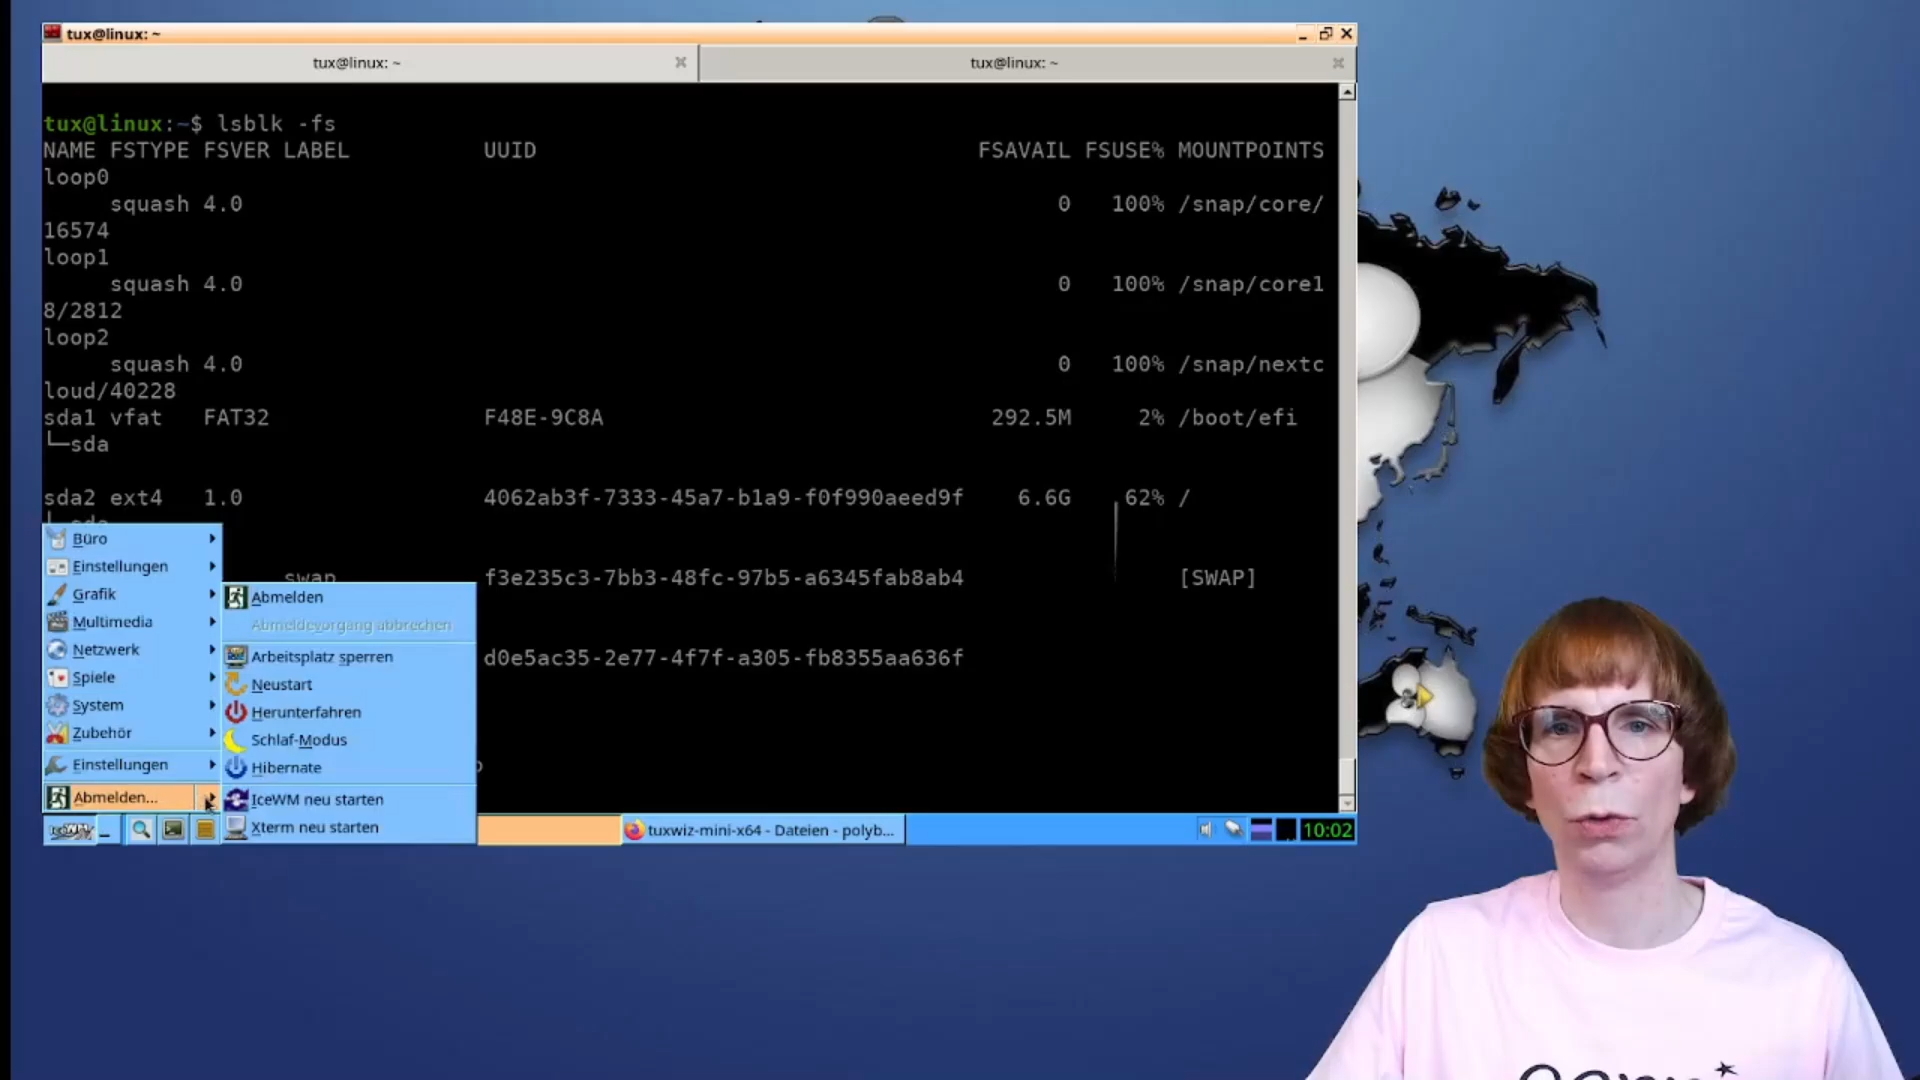 tux@linux: ~
tux@linux: ~
tux@linux: ~
tux@linux:~$ lsblk -fs
NAME FSTYPE FSVER LABEL UUID FSAVAIL FSUSE% MOUNTPOINTS
loop0
squash 4.0 0 100% /snap/core/
16574
loop1
squash 4.0 0 100% /snap/core1
8/2812
loop2
squash 4.0 0 100% /snap/nextc
loud/40228
sda1 vfat FAT32 F48E-9C8A 292.5M 2% /boot/efi
└─sda
sda2 ext4 1.0 4062ab3f-7333-45a7-b1a9-f0f990aeed9f 6.6G 62% /
swap f3e235c3-7bb3-48fc-97b5-a6345fab8ab4 [SWAP]
d0e5ac35-2e77-4f7f-a305-fb8355aa636f
Büro
Einstellungen
Grafik
Multimedia
Netzwerk
Spiele
System
Zubehör
Einstellungen
Abmelden...
Abmelden
Abmeldevorgang abbrechen
Arbeitsplatz sperren
Neustart
Herunterfahren
Schlaf-Modus
Hibernate
IceWM neu starten
Xterm neu starten
IceWM
tuxwiz-mini-x64 - Dateien - polyb...
10:02